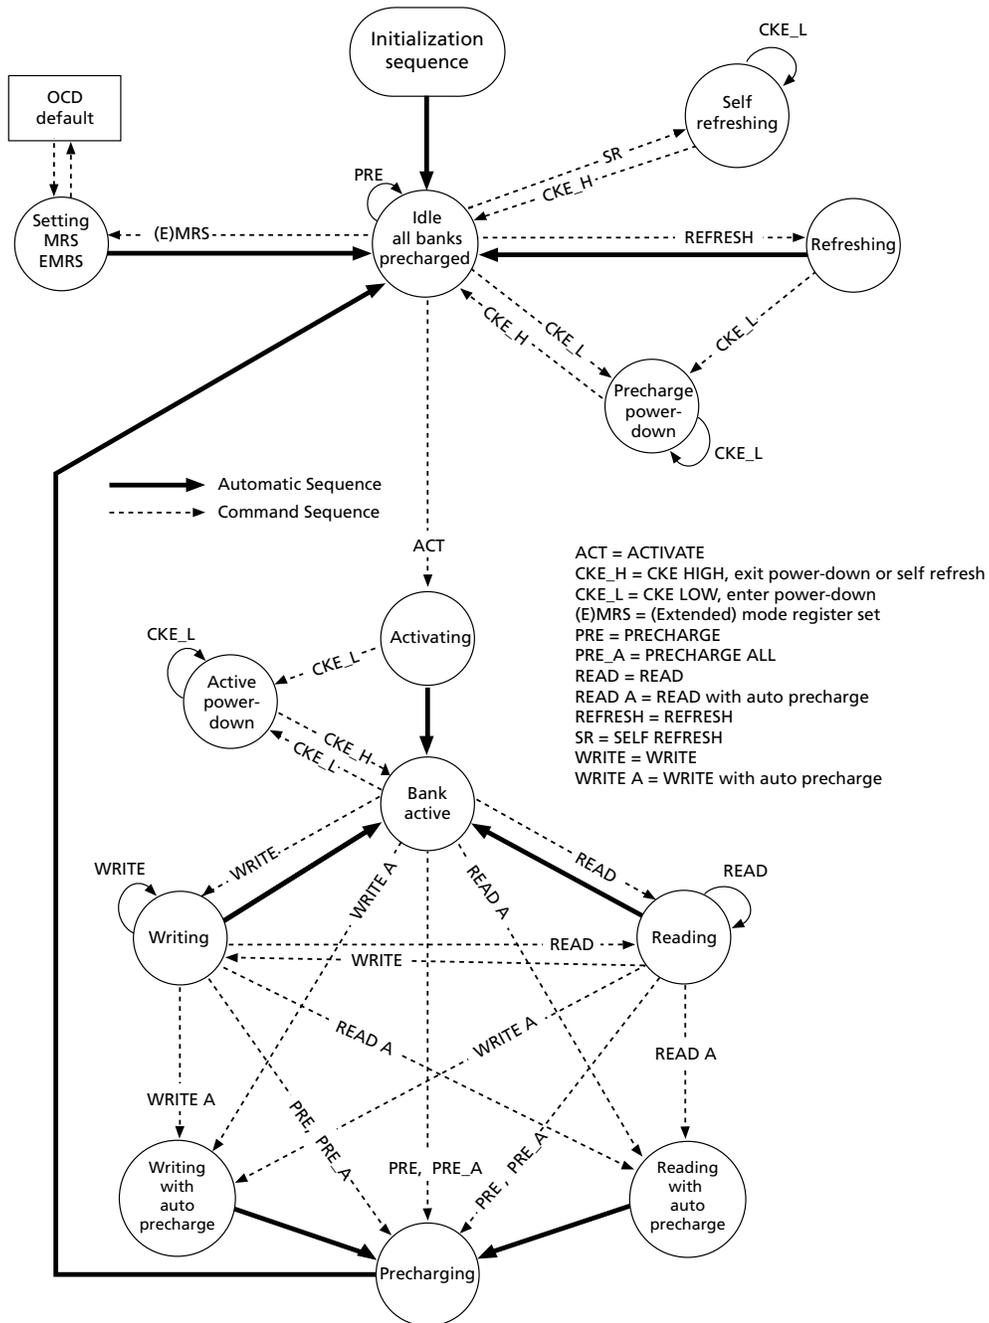 Initialization
sequence
CKE_L
OCD
default
Self
refreshing
SR
CKE_H
PRE
Setting
MRS
EMRS
(E)MRS
Idle
all banks
precharged
REFRESH
Refreshing
CKE_H
CKE_L
CKE_L
Precharge
power-
down
CKE_L
Automatic Sequence
Command Sequence
ACT
ACT = ACTIVATE
CKE_H = CKE HIGH, exit power-down or self refresh
CKE_L = CKE LOW, enter power-down
(E)MRS = (Extended) mode register set
PRE = PRECHARGE
PRE_A = PRECHARGE ALL
READ = READ
READ A = READ with auto precharge
REFRESH = REFRESH
SR = SELF REFRESH
WRITE = WRITE
WRITE A = WRITE with auto precharge
Activating
CKE_L
CKE_L
Active
power-
down
CKE_H
CKE_L
Bank
active
WRITE
READ
WRITE
WRITE A
READ A
READ
Writing
READ
WRITE
Reading
READ A
WRITE A
READ A
WRITE A
PRE, PRE_A
PRE, PRE_A
PRE, PRE_A
Writing
with
auto
precharge
Reading
with
auto
precharge
Precharging